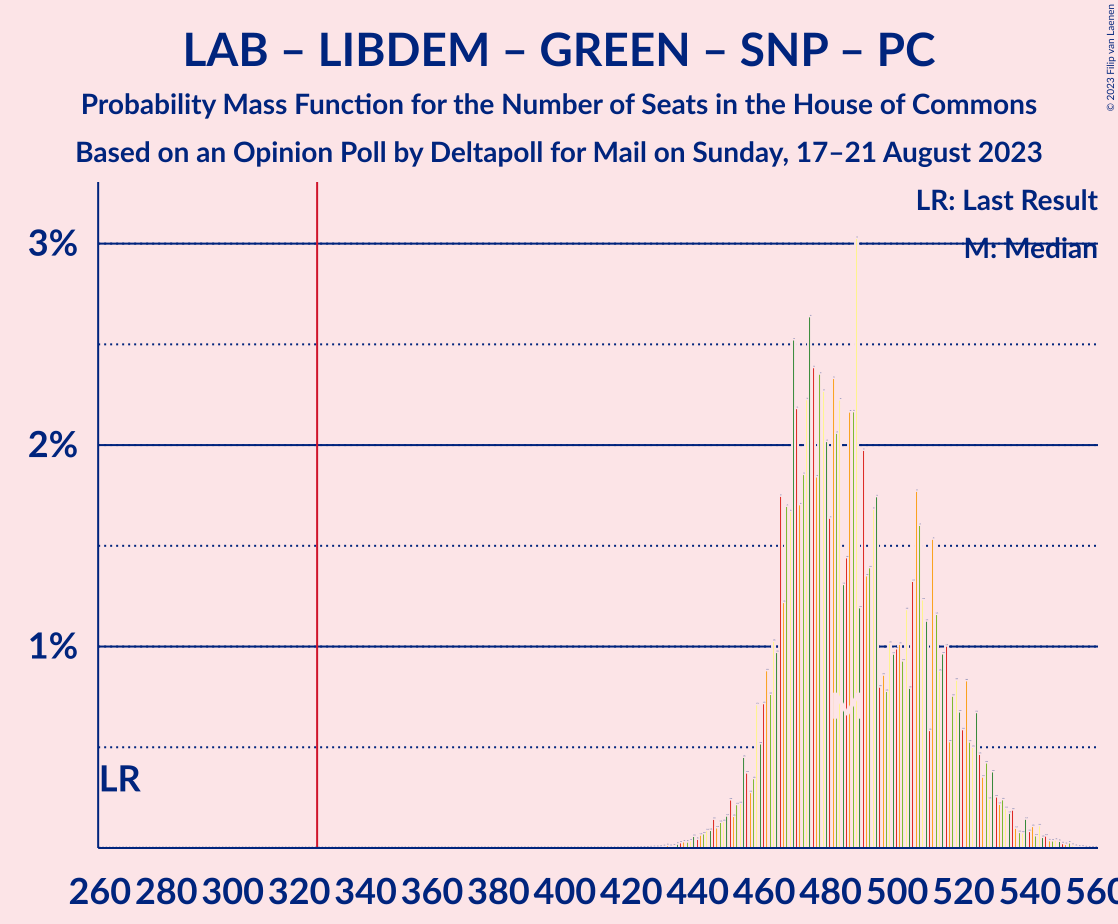 LAB – LIBDEM – GREEN – SNP – PC
Probability Mass Function for the Number of Seats in the House of Commons
Based on an Opinion Poll by Deltapoll for Mail on Sunday, 17–21 August 2023
© 2023 Filip van Laenen
LR: Last Result
M: Median
3%
2%
1%
LR
260 280 300 320 340 360 380 400 420 440 460 480 500 520 540 560